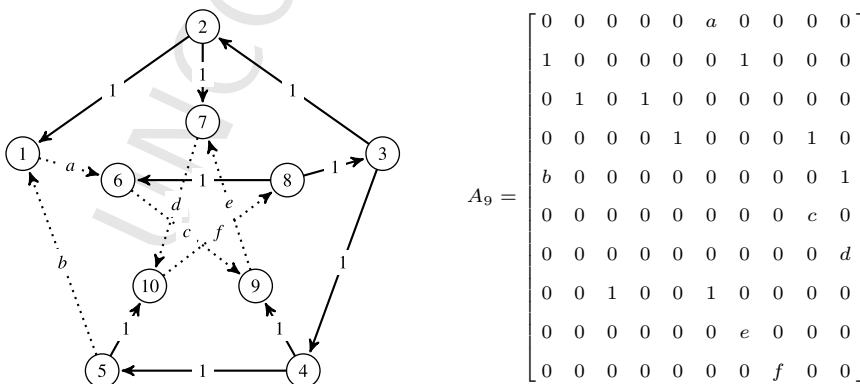 2
1
1
1
7
1
3
a
6
1
8
1
d
e
c
f
b
1
10
9
1
1
5
1
4
A_9 =
0 0 0 0 0 a 0 0 0 0
1 0 0 0 0 0 1 0 0 0
0 1 0 1 0 0 0 0 0 0
0 0 0 0 1 0 0 0 1 0
b 0 0 0 0 0 0 0 0 1
0 0 0 0 0 0 0 0 c 0
0 0 0 0 0 0 0 0 0 d
0 0 1 0 0 1 0 0 0 0
0 0 0 0 0 0 e 0 0 0
0 0 0 0 0 0 0 f 0 0